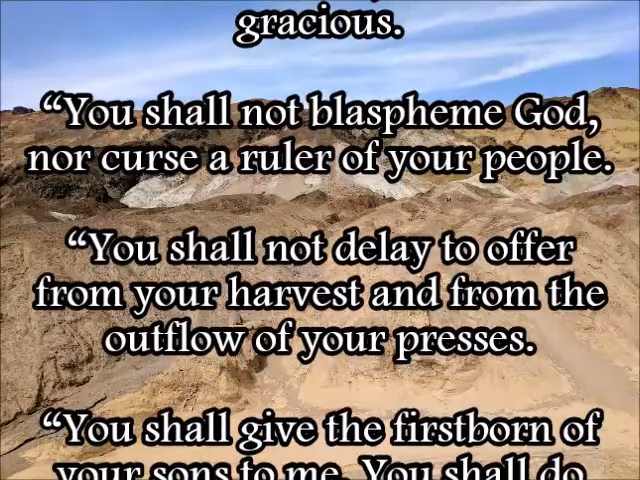 gracious.
“You shall not blaspheme God,
nor curse a ruler of your people.
“You shall not delay to offer
from your harvest and from the
outflow of your presses.
“You shall give the firstborn of
your sons to me. You shall do